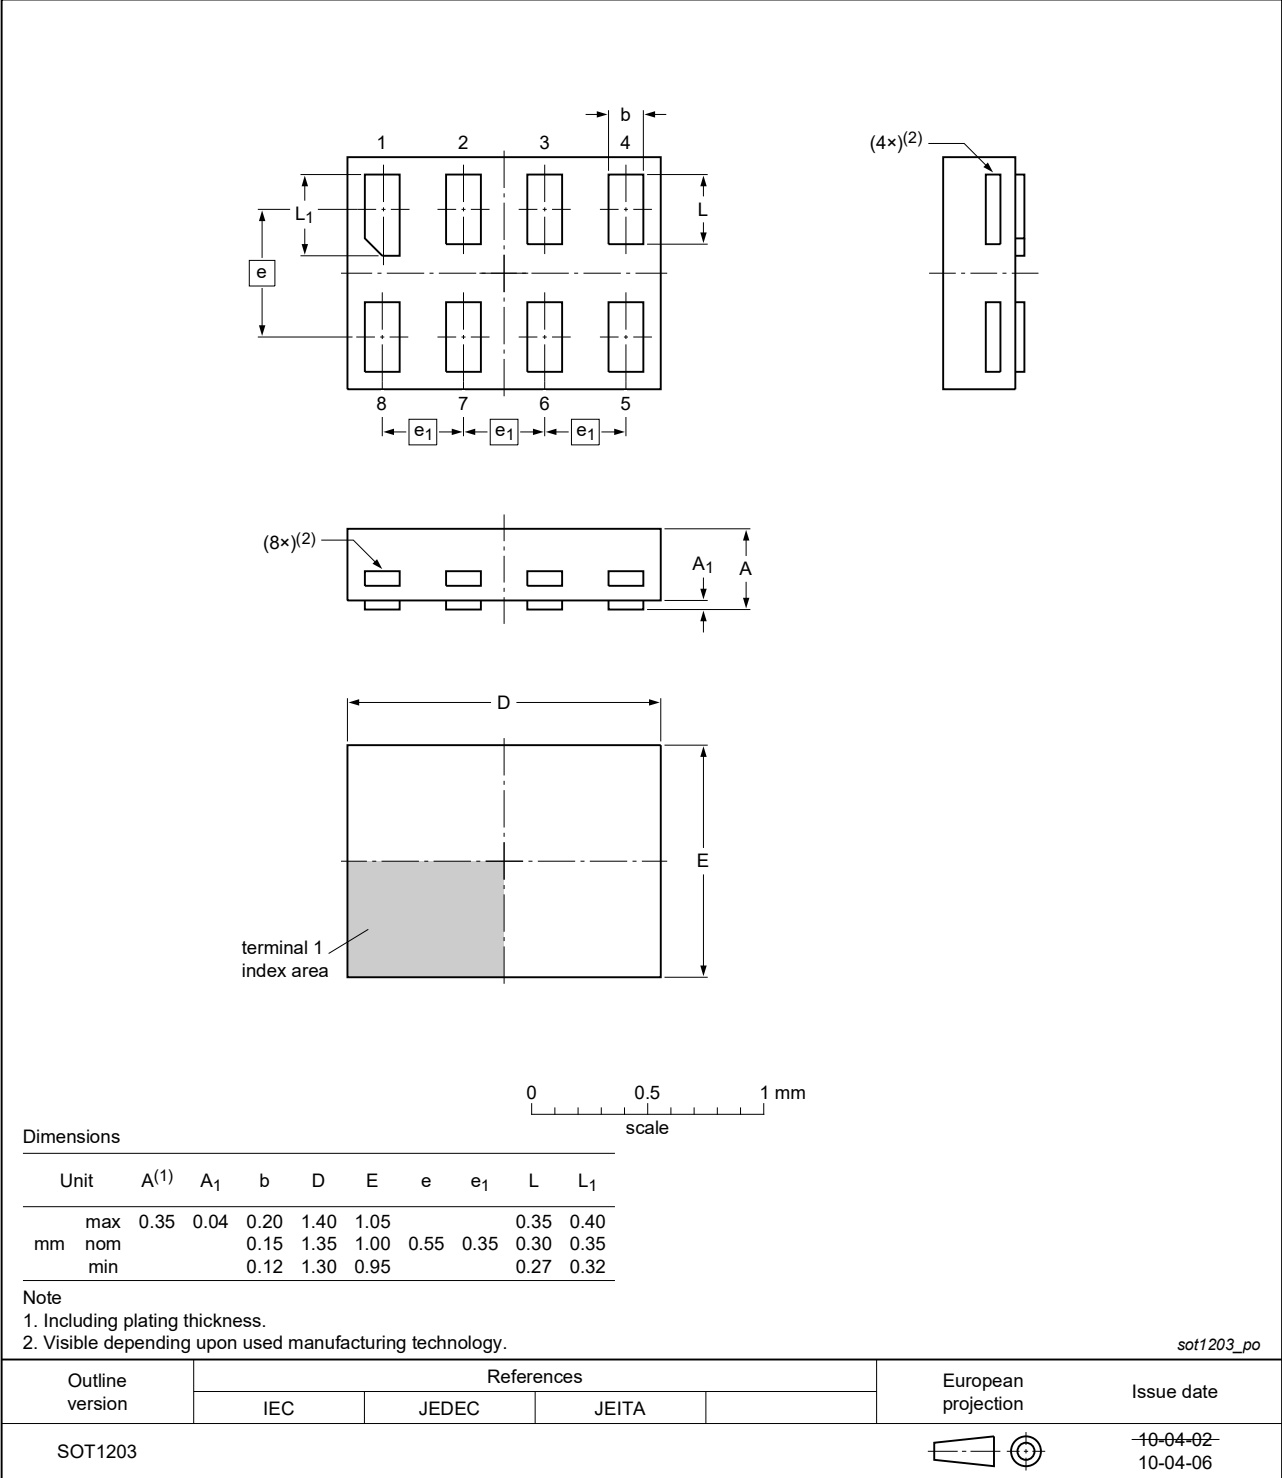 b
1 2 3 4
(4×)(2)
L1
L
e
8 7 6 5
e1 e1 e1
(8×)(2)
A1
A
D
E
terminal 1
index area
0 0.5 1 mm
scale
Dimensions
Unit A(1) A1 b D E e e1 L L1
max 0.35 0.04 0.20 1.40 1.05 0.35 0.40
mm nom 0.15 1.35 1.00 0.55 0.35 0.30 0.35
min 0.12 1.30 0.95 0.27 0.32
Note
1. Including plating thickness.
2. Visible depending upon used manufacturing technology.
sot1203_po
Outline
version
References
IEC JEDEC JEITA
European
projection
Issue date
SOT1203
10-04-02
10-04-06